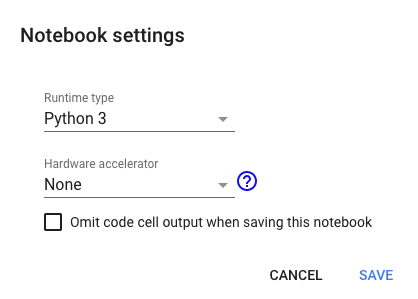 Notebook settings
Runtime type
Python 3
Hardware accelerator
None
?
Omit code cell output when saving this notebook
CANCEL SAVE